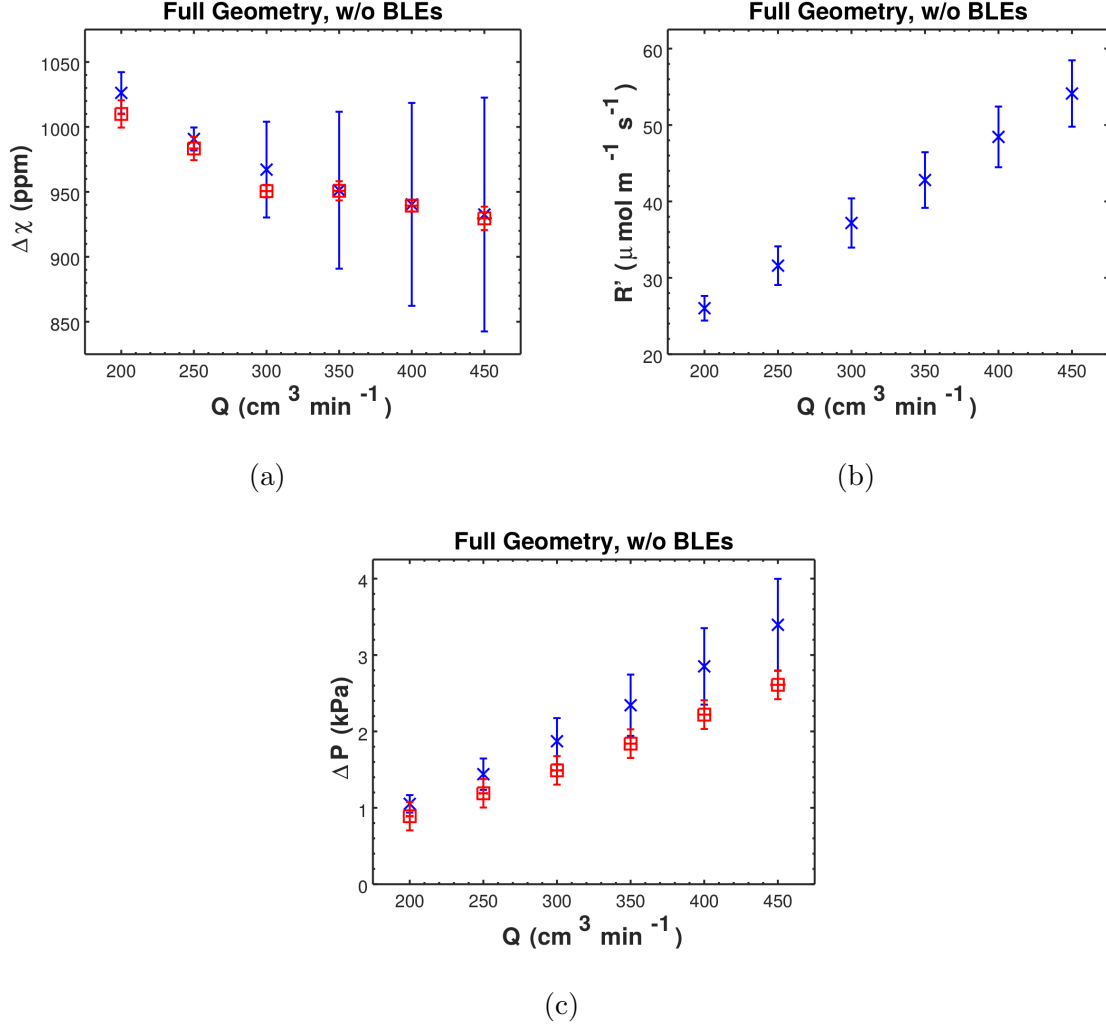 Full Geometry, w/o BLEs
1050
1000
950
900
850
Δχ (ppm)
200 250 300 350 400 450
Q (cm 3 min -1)
(a)
Full Geometry, w/o BLEs
60
50
40
30
20
R' (μmol m -1 s -1)
200 250 300 350 400 450
Q (cm 3 min -1)
(b)
Full Geometry, w/o BLEs
4
3
2
1
0
ΔP (kPa)
200 250 300 350 400 450
Q (cm 3 min -1)
(c)